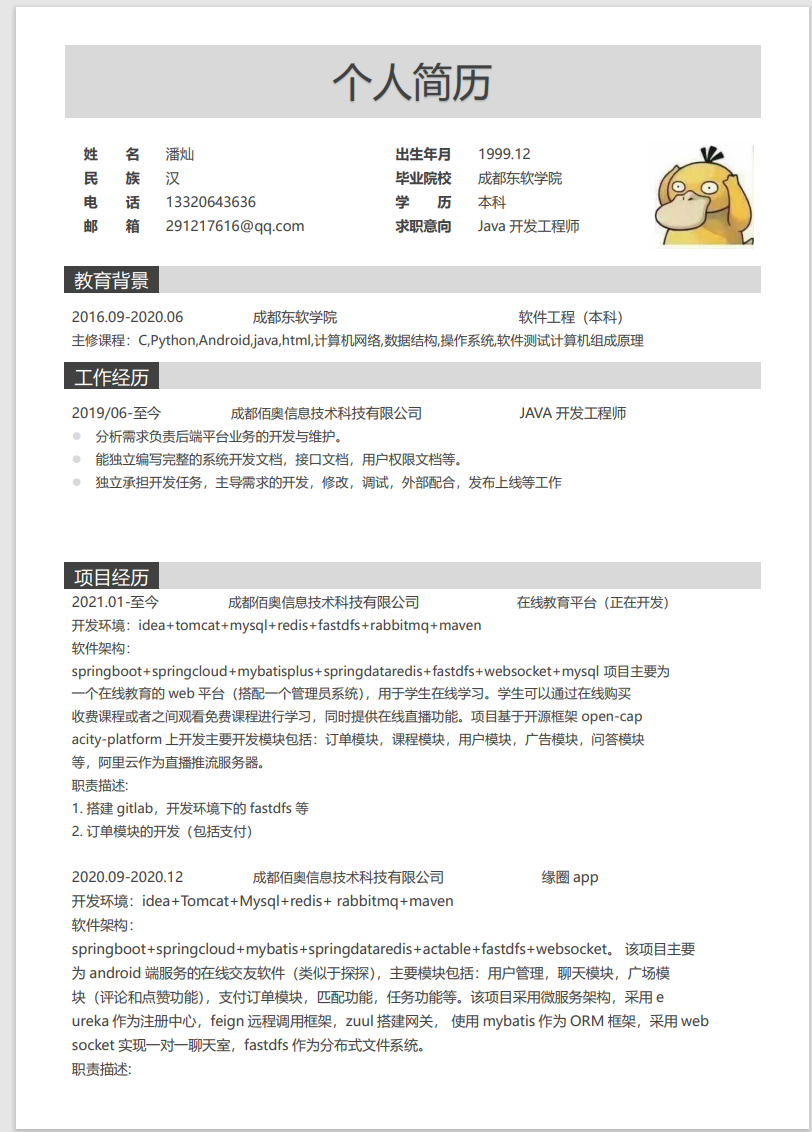 个人简历
姓 名 潘灿 出生年月 1999.12
民 族 汉 毕业院校 成都东软学院
电 话 13320643636 学 历 本科
邮 箱 291217616@qq.com 求职意向 Java 开发工程师
教育背景
2016.09-2020.06 成都东软学院 软件工程（本科）
主修课程：C,Python,Android,java,html,计算机网络,数据结构,操作系统,软件测试计算机组成原理
工作经历
2019/06-至今 成都佰奥信息技术科技有限公司 JAVA 开发工程师
分析需求负责后端平台业务的开发与维护。
能独立编写完整的系统开发文档，接口文档，用户权限文档等。
独立承担开发任务，主导需求的开发，修改，调试，外部配合，发布上线等工作
项目经历
2021.01-至今 成都佰奥信息技术科技有限公司 在线教育平台（正在开发）
开发环境：idea+tomcat+mysql+redis+fastdfs+rabbitmq+maven
软件架构：
springboot+springcloud+mybatisplus+springdataredis+fastdfs+websocket+mysql 项目主要为
一个在线教育的 web 平台（搭配一个管理员系统），用于学生在线学习。学生可以通过在线购买
收费课程或者之间观看免费课程进行学习，同时提供在线直播功能。项目基于开源框架 open-cap
acity-platform 上开发主要开发模块包括：订单模块，课程模块，用户模块，广告模块，问答模块
等，阿里云作为直播推流服务器。
职责描述:
1. 搭建 gitlab，开发环境下的 fastdfs 等
2. 订单模块的开发（包括支付）
2020.09-2020.12 成都佰奥信息技术科技有限公司 缘圈 app
开发环境：idea+Tomcat+Mysql+redis+ rabbitmq+maven
软件架构：
springboot+springcloud+mybatis+springdataredis+actable+fastdfs+websocket。 该项目主要
为 android 端服务的在线交友软件（类似于探探），主要模块包括：用户管理，聊天模块，广场模
块（评论和点赞功能），支付订单模块，匹配功能，任务功能等。该项目采用微服务架构，采用 e
ureka 作为注册中心，feign 远程调用框架，zuul 搭建网关， 使用 mybatis 作为 ORM 框架，采用 web
socket 实现一对一聊天室，fastdfs 作为分布式文件系统。
职责描述: